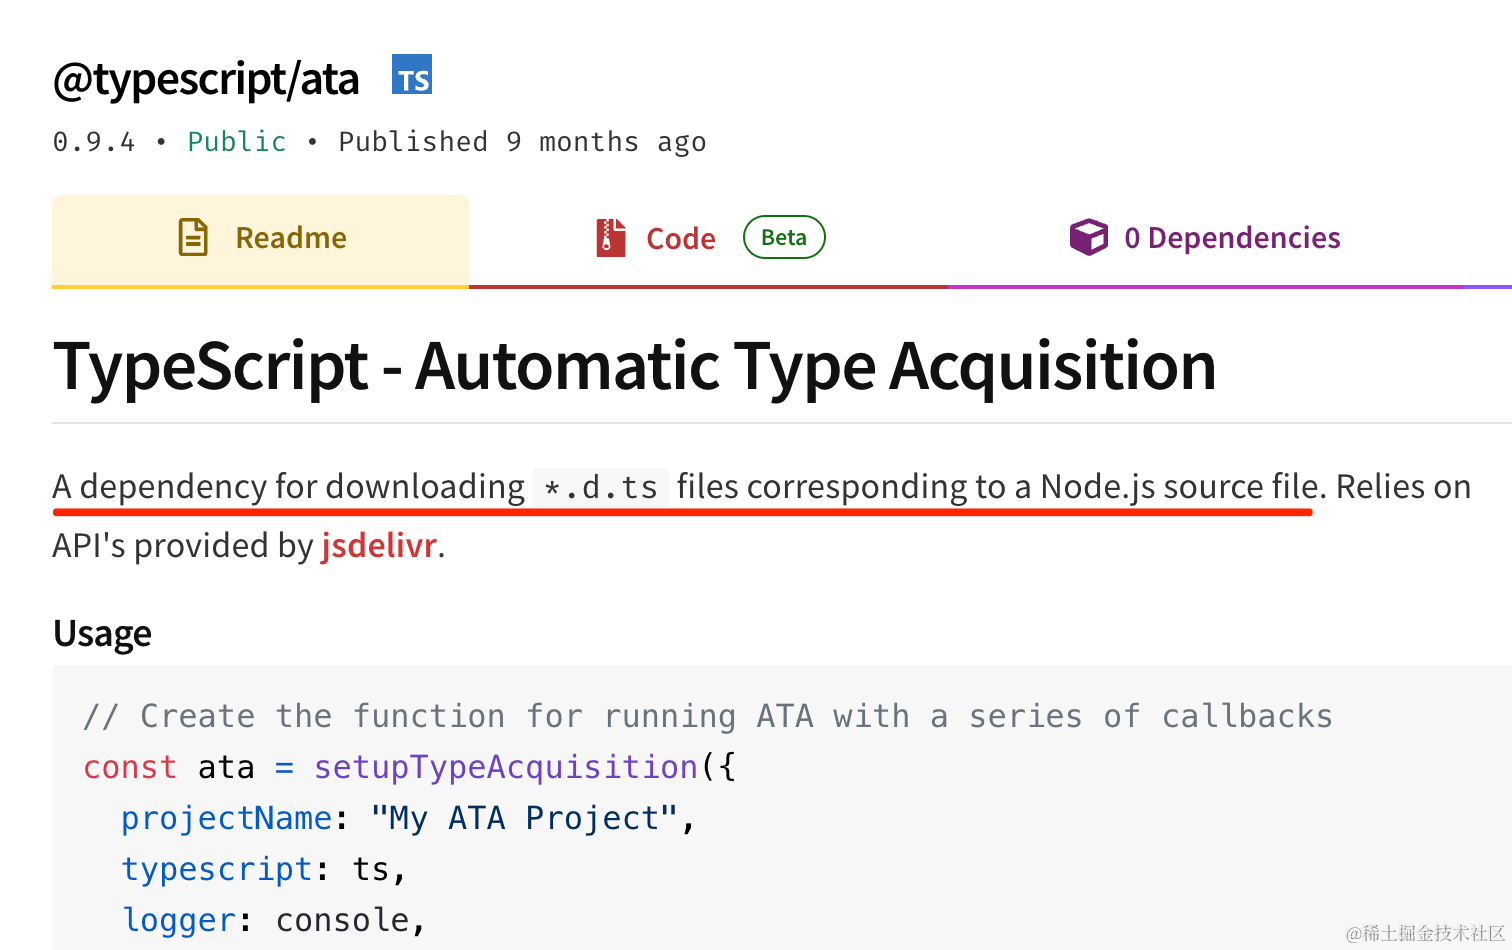 @typescript/ata TS
0.9.4 • Public • Published 9 months ago
Readme Code Beta 0 Dependencies
TypeScript - Automatic Type Acquisition
A dependency for downloading *.d.ts files corresponding to a Node.js source file. Relies on
API's provided by jsdelivr.
Usage
// Create the function for running ATA with a series of callbacks
const ata = setupTypeAcquisition({
  projectName: "My ATA Project",
  typescript: ts,
  logger: console,
@稀土掘金技术社区